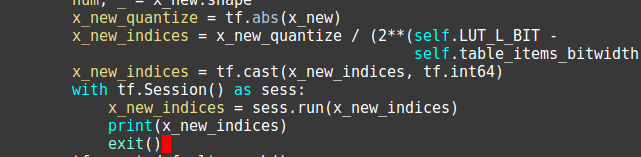 num, _ = x_new.shape
x_new_quantize = tf.abs(x_new)
x_new_indices = x_new_quantize / (2**(self.LUT_L_BIT -
self.table_items_bitwidth
x_new_indices = tf.cast(x_new_indices, tf.int64)
with tf.Session() as sess:
x_new_indices = sess.run(x_new_indices)
print(x_new_indices)
exit()